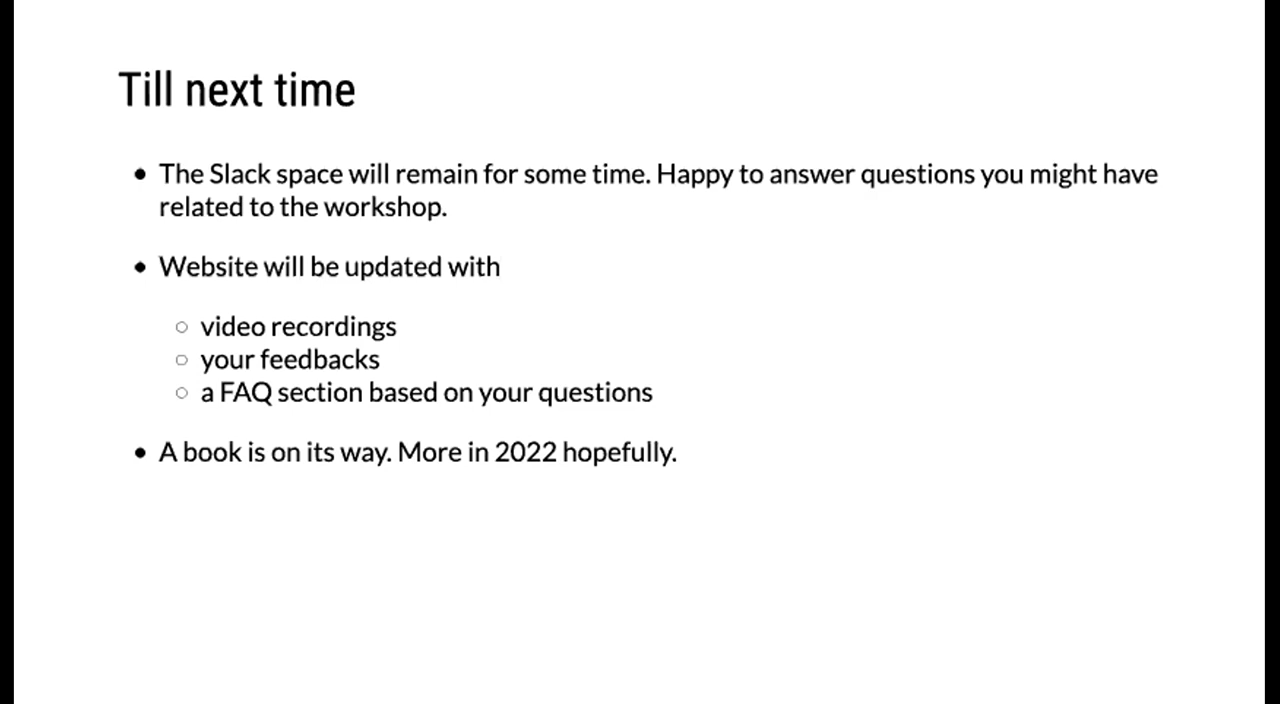 Till next time
The Slack space will remain for some time. Happy to answer questions you might have
related to the workshop.
Website will be updated with
video recordings
your feedbacks
a FAQ section based on your questions
A book is on its way. More in 2022 hopefully.